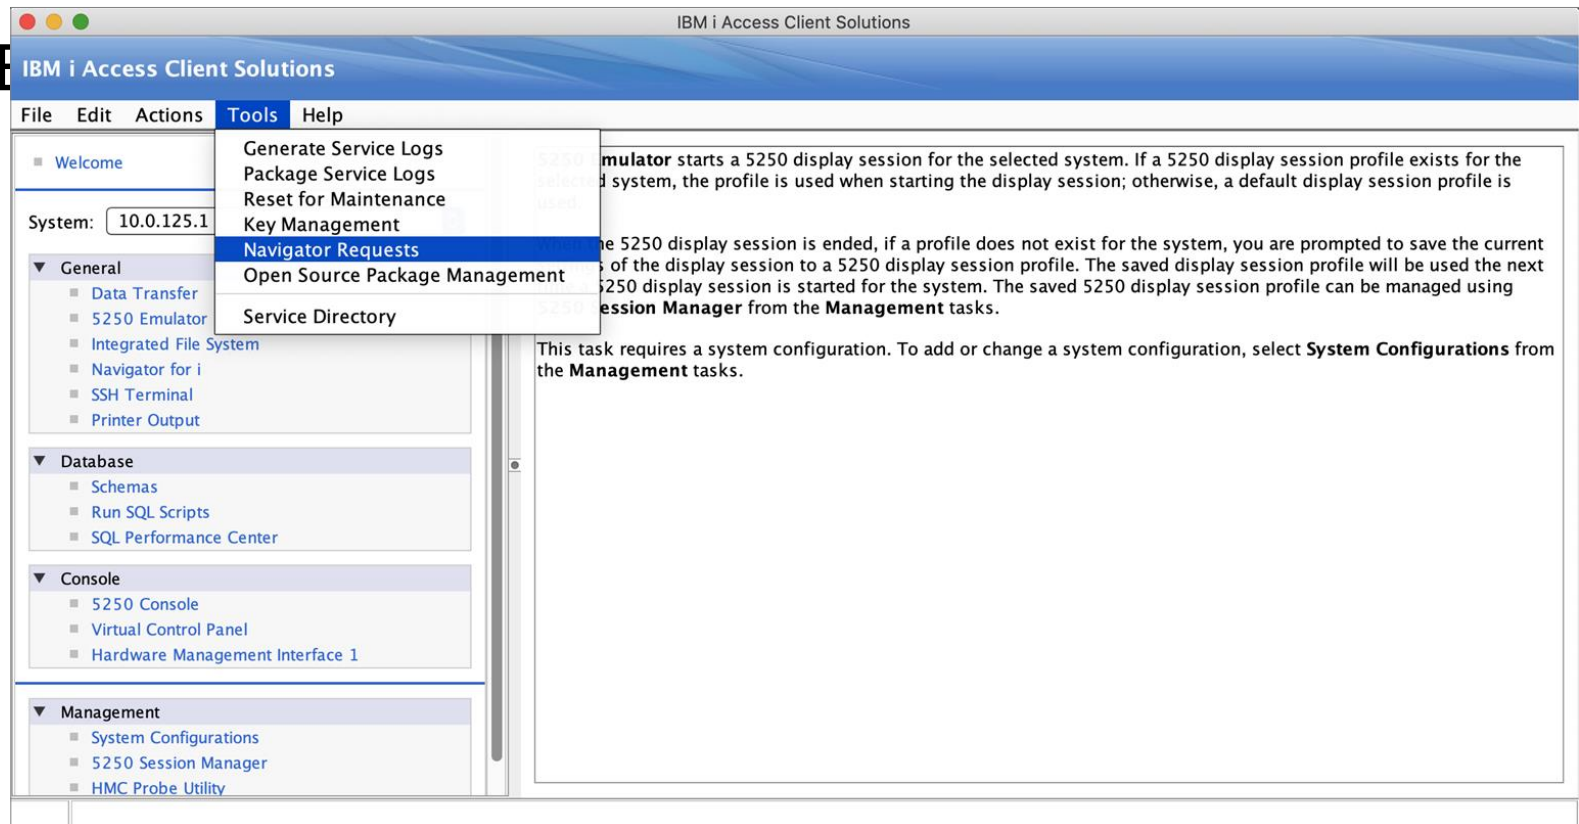 IBM i Access Client Solutions
IBM i Access Client Solutions
File Edit Actions Tools Help
Generate Service Logs
Package Service Logs
Reset for Maintenance
Key Management
Navigator Requests
Open Source Package Management
Service Directory
Welcome
System: 10.0.125.1
General
Data Transfer
5250 Emulator
Integrated File System
Navigator for i
SSH Terminal
Printer Output
Database
Schemas
Run SQL Scripts
SQL Performance Center
Console
5250 Console
Virtual Control Panel
Hardware Management Interface 1
Management
System Configurations
5250 Session Manager
HMC Probe Utility
5250 Emulator starts a 5250 display session for the selected system. If a 5250 display session profile exists for the
selected system, the profile is used when starting the display session; otherwise, a default display session profile is
used.
When the 5250 display session is ended, if a profile does not exist for the system, you are prompted to save the current
of the display session to a 5250 display session profile. The saved display session profile will be used the next
5250 display session is started for the system. The saved 5250 display session profile can be managed using
5250 Session Manager from the Management tasks.
This task requires a system configuration. To add or change a system configuration, select System Configurations from
the Management tasks.